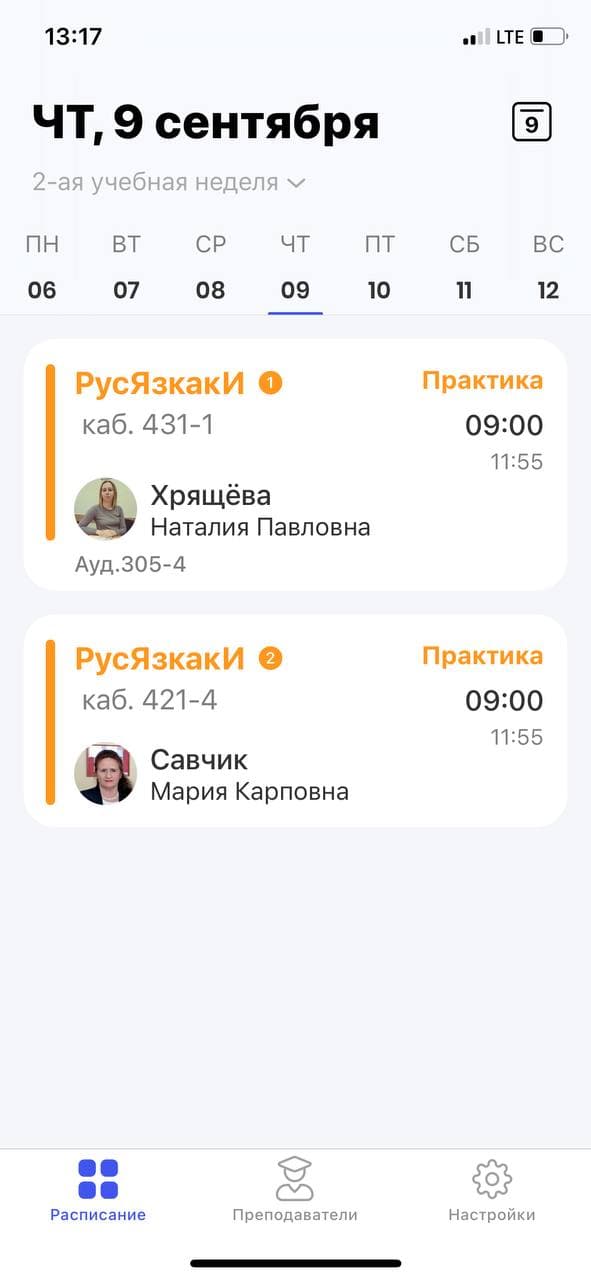 13:17 LTE
ЧТ, 9 сентября 9
2-ая учебная неделя
ПН ВТ СР ЧТ ПТ СБ ВС
06 07 08 09 10 11 12
РусЯзкакИ 1 Практика
каб. 431-1 09:00
11:55
Хрящёва
Наталия Павловна
Ауд.305-4
РусЯзкакИ 2 Практика
каб. 421-4 09:00
11:55
Савчик
Мария Карповна
Расписание Преподаватели Настройки